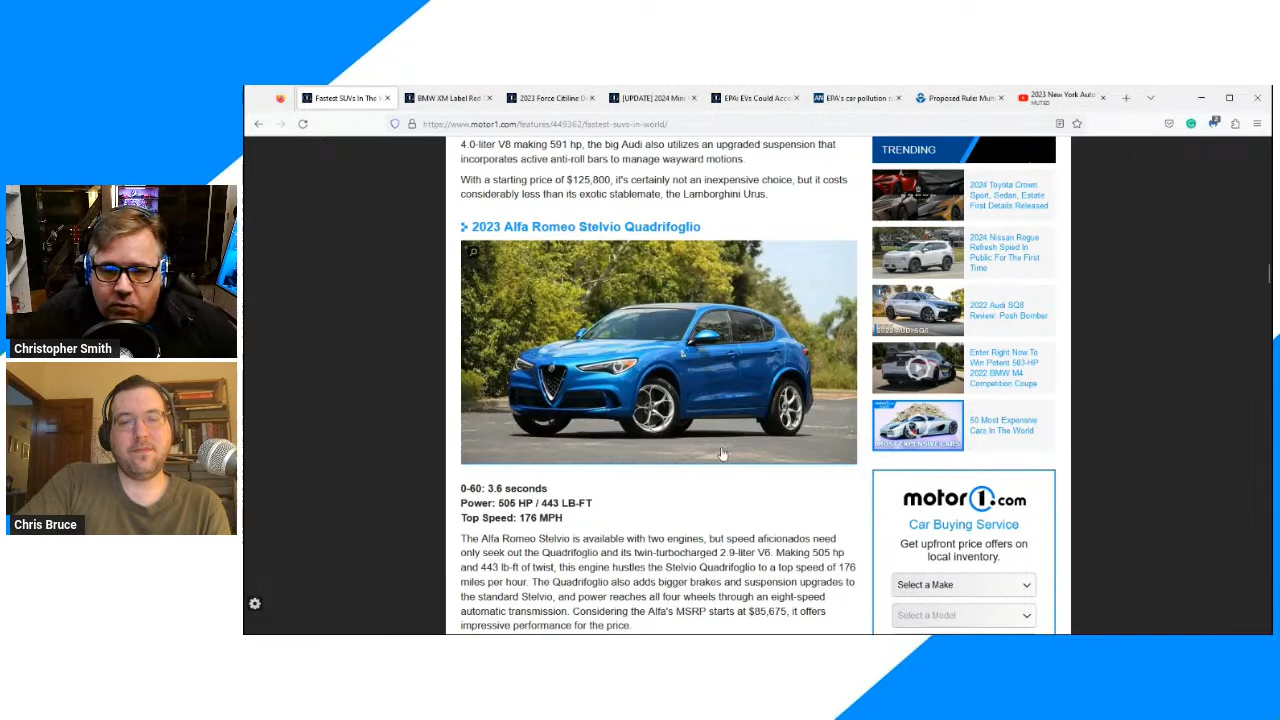 Fastest SUVs In The W
BMW XM Label Red
2023 Force Citiline D
[UPDATE] 2024 Mini
EPA: EVs Could Acco
EPA's car pollution r
Proposed Rule: Mult
2023 New York Auto
MUTED
https://www.motor1.com/features/449362/fastest-suvs-in-world/
4.0-liter V8 making 591 hp, the big Audi also utilizes an upgraded suspension that
incorporates active anti-roll bars to manage wayward motions.
With a starting price of $125,800, it's certainly not an inexpensive choice, but it costs
considerably less than its exotic stablemate, the Lamborghini Urus.
2023 Alfa Romeo Stelvio Quadrifoglio
0-60: 3.6 seconds
Power: 505 HP / 443 LB-FT
Top Speed: 176 MPH
The Alfa Romeo Stelvio is available with two engines, but speed aficionados need
only seek out the Quadrifoglio and its twin-turbocharged 2.9-liter V6. Making 505 hp
and 443 lb-ft of twist, this engine hustles the Stelvio Quadrifoglio to a top speed of 176
miles per hour. The Quadrifoglio also adds bigger brakes and suspension upgrades to
the standard Stelvio, and power reaches all four wheels through an eight-speed
automatic transmission. Considering the Alfa's MSRP starts at $85,675, it offers
impressive performance for the price.
TRENDING
2024 Toyota Crown
Sport, Sedan, Estate
First Details Released
2024 Nissan Rogue
Refresh Spied In
Public For The First
Time
2022 AUDI SQ8
2022 Audi SQ8
Review: Posh Bomber
Enter Right Now To
Win Potent 503-HP
2022 BMW M4
Competition Coupe
MOST EXPENSIVE CARS
50 Most Expensive
Cars In The World
motor1.com
Car Buying Service
Get upfront price offers on
local inventory.
Select a Make
Select a Model
Christopher Smith
Chris Bruce